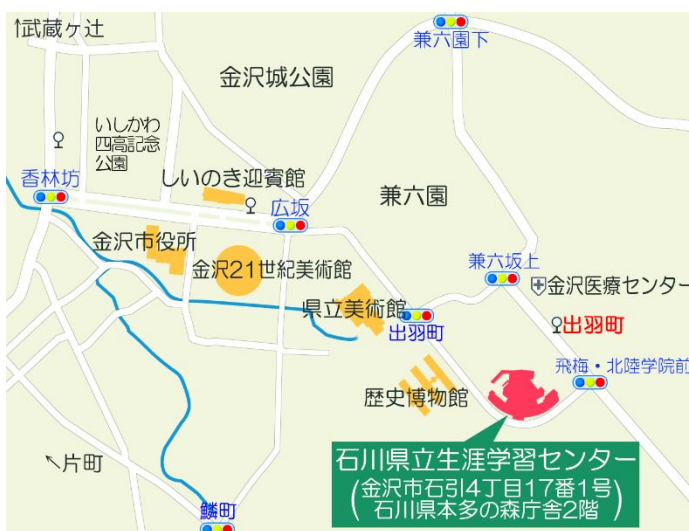 ↑武蔵ヶ辻
兼六園下
金沢城公園
いしかわ
四高記念
公園
香林坊
しいのき迎賓館
広坂
兼六園
金沢市役所
金沢21世紀美術館
兼六坂上
金沢医療センター
県立美術館
出羽町
出羽町
飛梅・北陸学院前
歴史博物館
石川県立生涯学習センター
(金沢市石引4丁目17番1号
石川県本多の森庁舎2階)
↖片町
鱗町